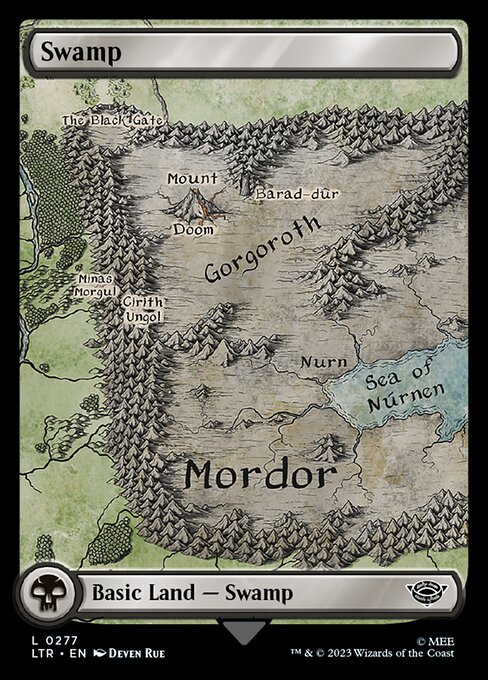 Swamp
The Black Gate
Mount
Doom
Barad-dûr
Gorgoroth
Minas
Morgul
Cirith
Ungol
Nurn
Sea of
Núrnen
Mordor
Basic Land — Swamp
L 0277
LTR • EN Deven Rue
© MEE
™ & © 2023 Wizards of the Coast